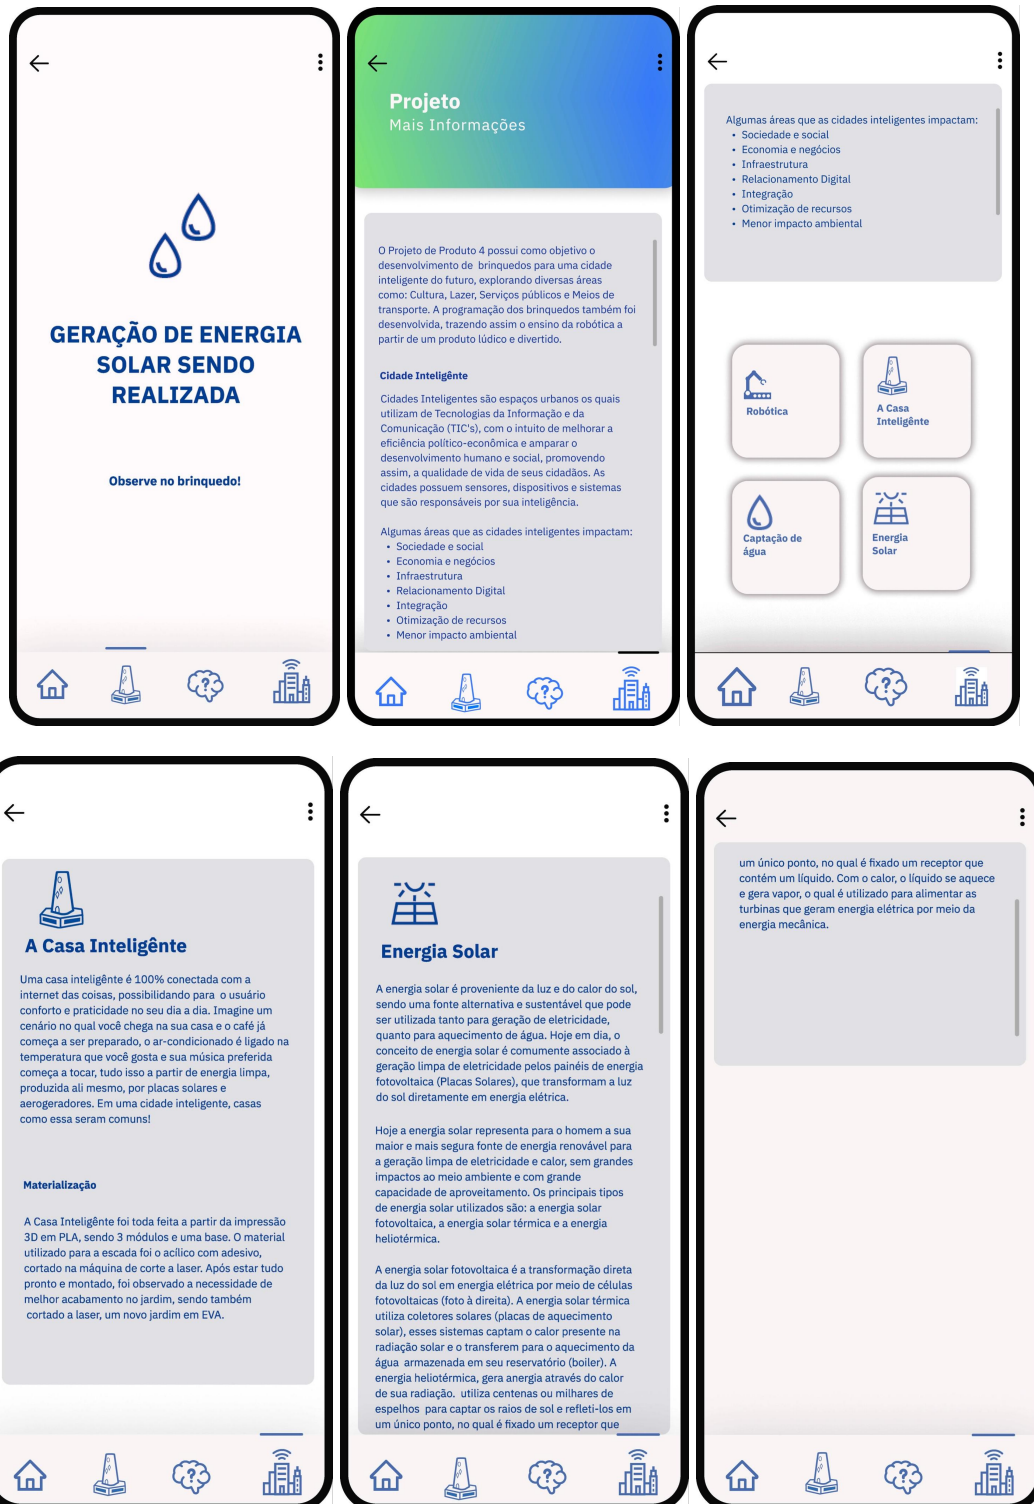 GERAÇÃO DE ENERGIA
SOLAR SENDO
REALIZADA
Observe no brinquedo!
Projeto
Mais Informações
O Projeto de Produto 4 possui como objetivo o
desenvolvimento de brinquedos para uma cidade
inteligente do futuro, explorando diversas áreas
como: Cultura, Lazer, Serviços públicos e Meios de
transporte. A programação dos brinquedos também foi
desenvolvida, trazendo assim o ensino da robótica a
partir de um produto lúdico e divertido.
Cidade Inteligênte
Cidades Inteligentes são espaços urbanos os quais
utilizam de Tecnologias da Informação e da
Comunicação (TIC's), com o intuito de melhorar a
eficiência político-econômica e amparar o
desenvolvimento humano e social, promovendo
assim, a qualidade de vida de seus cidadãos. As
cidades possuem sensores, dispositivos e sistemas
que são responsáveis por sua inteligência.
Algumas áreas que as cidades inteligentes impactam:
• Sociedade e social
• Economia e negócios
• Infraestrutura
• Relacionamento Digital
• Integração
• Otimização de recursos
• Menor impacto ambiental
Algumas áreas que as cidades inteligentes impactam:
• Sociedade e social
• Economia e negócios
• Infraestrutura
• Relacionamento Digital
• Integração
• Otimização de recursos
• Menor impacto ambiental
Robótica
A Casa
Inteligênte
Captação de
água
Energia
Solar
A Casa Inteligênte
Uma casa inteligênte é 100% conectada com a
internet das coisas, possibilidando para o usuário
conforto e praticidade no seu dia a dia. Imagine um
cenário no qual você chega na sua casa e o café já
começa a ser preparado, o ar-condicionado é ligado na
temperatura que você gosta e sua música preferida
começa a tocar, tudo isso a partir de energia limpa,
produzida ali mesmo, por placas solares e
aerogeradores. Em uma cidade inteligente, casas
como essa seram comuns!
Materialização
A Casa Inteligênte foi toda feita a partir da impressão
3D em PLA, sendo 3 módulos e uma base. O material
utilizado para a escada foi o acílico com adesivo,
cortado na máquina de corte a laser. Após estar tudo
pronto e montado, foi observado a necessidade de
melhor acabamento no jardim, sendo também
cortado a laser, um novo jardim em EVA.
Energia Solar
A energia solar é proveniente da luz e do calor do sol,
sendo uma fonte alternativa e sustentável que pode
ser utilizada tanto para geração de eletricidade,
quanto para aquecimento de água. Hoje em dia, o
conceito de energia solar é comumente associado à
geração limpa de eletricidade pelos painéis de energia
fotovoltaica (Placas Solares), que transformam a luz
do sol diretamente em energia elétrica.
Hoje a energia solar representa para o homem a sua
maior e mais segura fonte de energia renovável para
a geração limpa de eletricidade e calor, sem grandes
impactos ao meio ambiente e com grande
capacidade de aproveitamento. Os principais tipos
de energia solar utilizados são: a energia solar
fotovoltaica, a energia solar térmica e a energia
heliotérmica.
A energia solar fotovoltaica é a transformação direta
da luz do sol em energia elétrica por meio de células
fotovoltaicas (foto à direita). A energia solar térmica
utiliza coletores solares (placas de aquecimento
solar), esses sistemas captam o calor presente na
radiação solar e o transferem para o aquecimento da
água armazenada em seu reservatório (boiler). A
energia heliotérmica, gera anergia através do calor
de sua radiação. utiliza centenas ou milhares de
espelhos para captar os raios de sol e refleti-los em
um único ponto, no qual é fixado um receptor que
um único ponto, no qual é fixado um receptor que
contém um líquido. Com o calor, o líquido se aquece
e gera vapor, o qual é utilizado para alimentar as
turbinas que geram energia elétrica por meio da
energia mecânica.